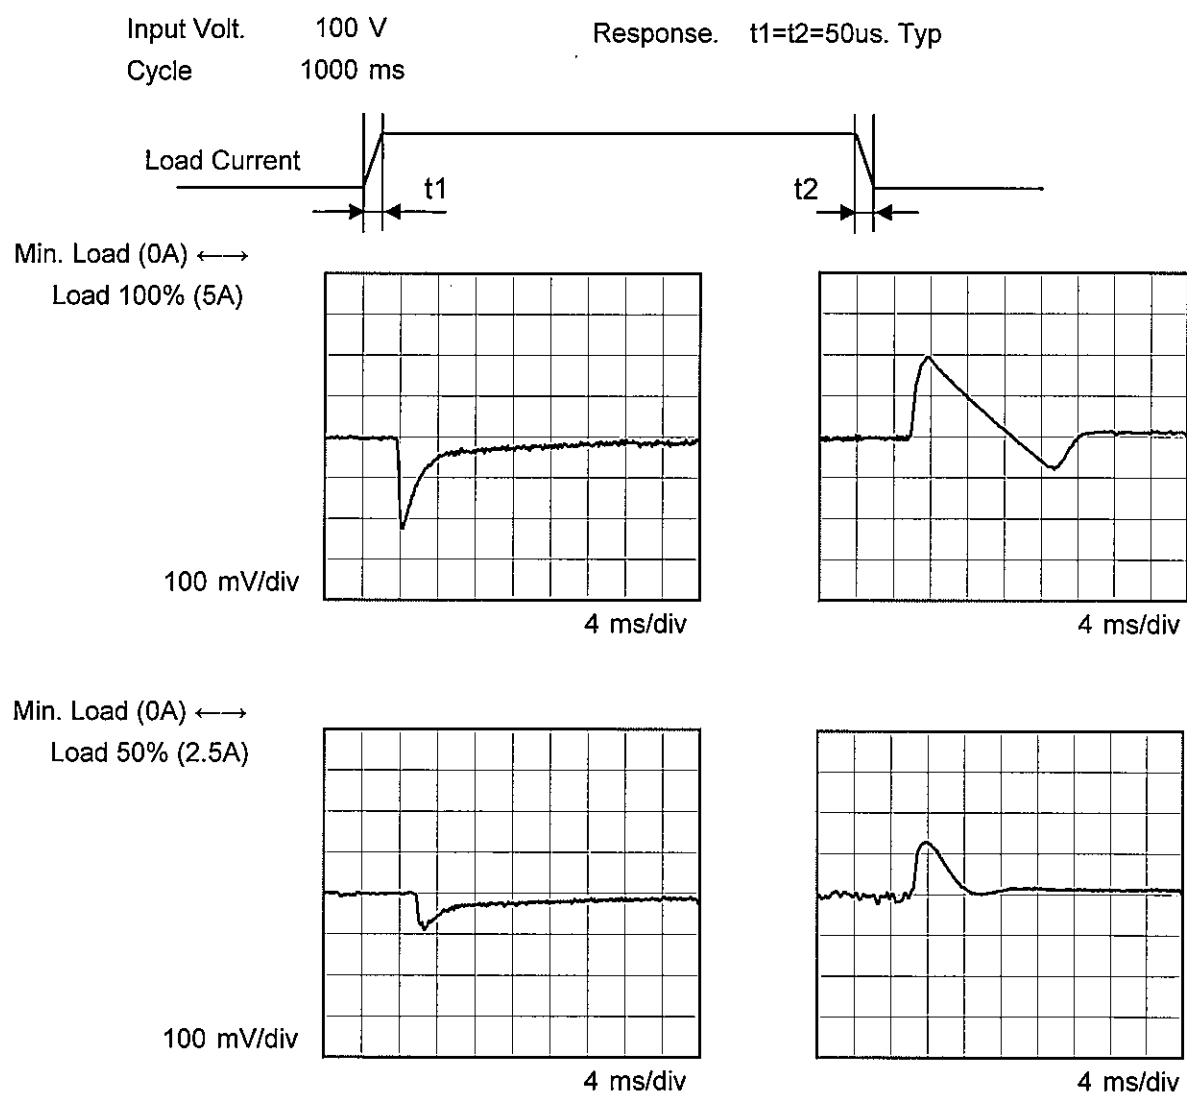 Input Volt. 100 V Response. t1=t2=50us. Typ
Cycle 1000 ms
Load Current
t1 t2
Min. Load (0A) ←→
Load 100% (5A)
100 mV/div
4 ms/div 4 ms/div
Min. Load (0A) ←→
Load 50% (2.5A)
100 mV/div
4 ms/div 4 ms/div